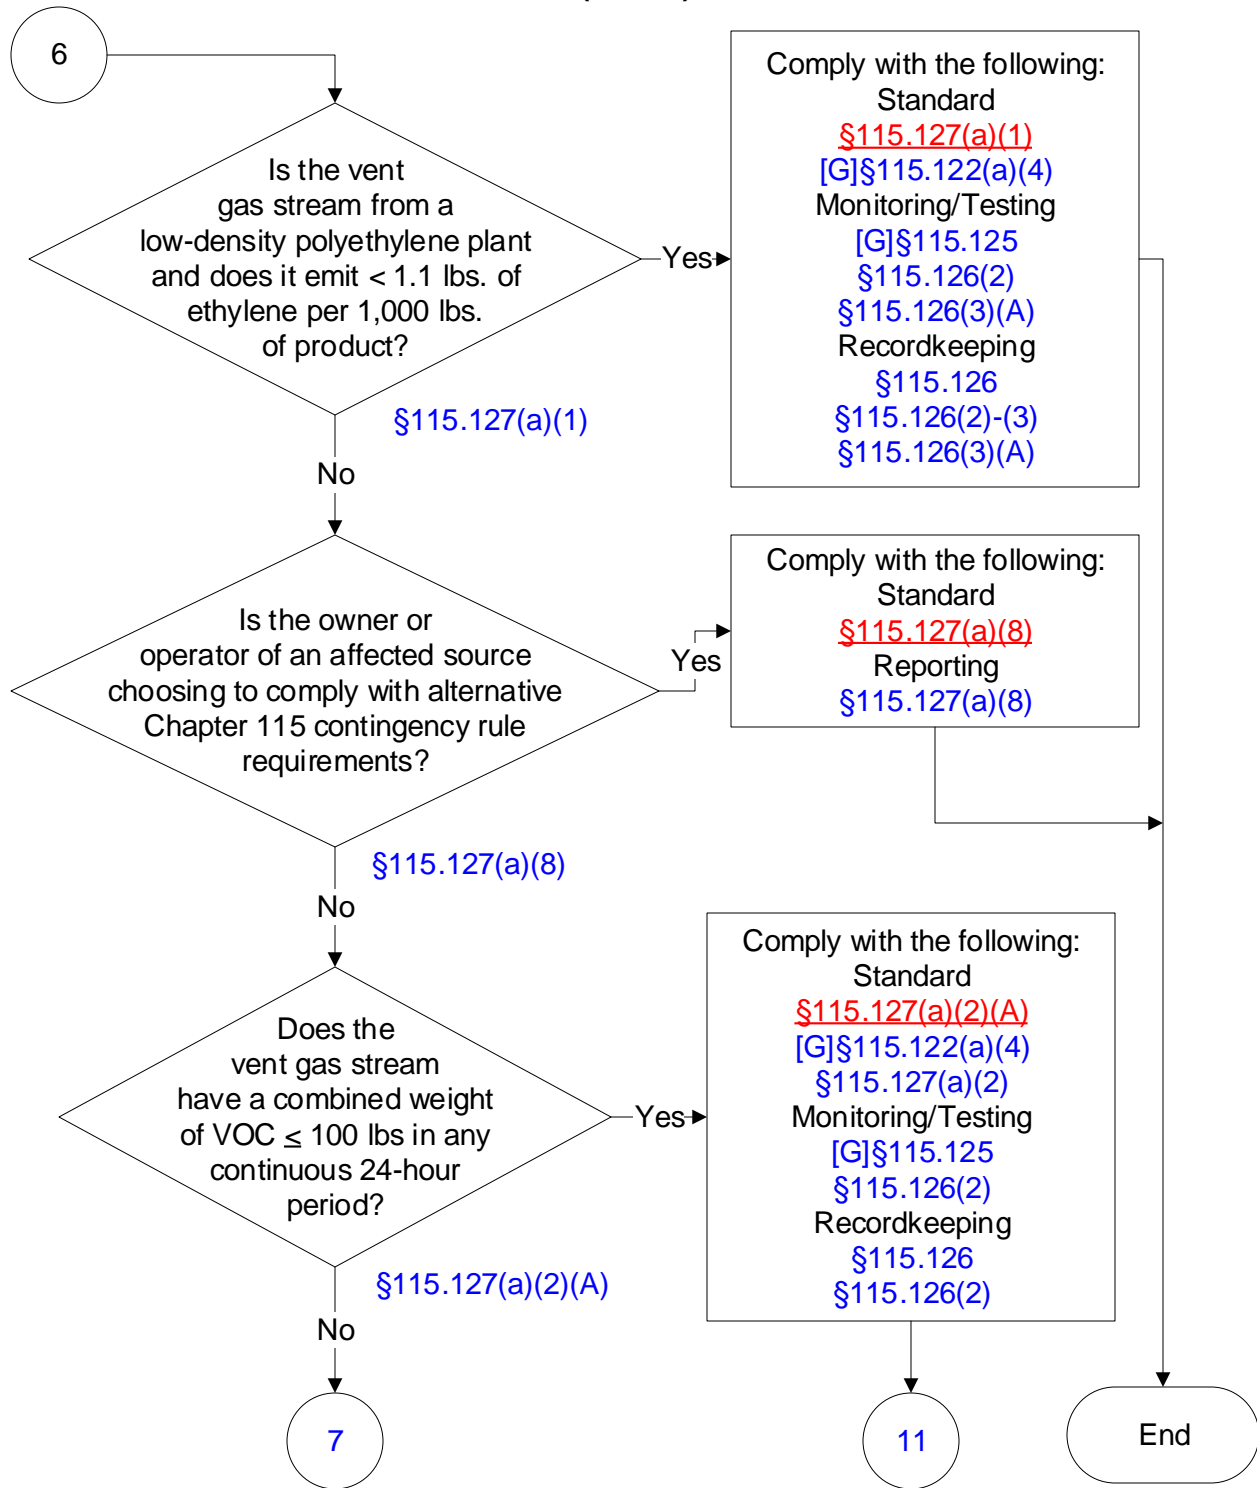 6
Is the vent
gas stream from a
low-density polyethylene plant
and does it emit < 1.1 lbs. of
ethylene per 1,000 lbs.
of product?
Yes
§115.127(a)(1)
No
Comply with the following:
Standard
§115.127(a)(1)
[G]§115.122(a)(4)
Monitoring/Testing
[G]§115.125
§115.126(2)
§115.126(3)(A)
Recordkeeping
§115.126
§115.126(2)-(3)
§115.126(3)(A)
Is the owner or
operator of an affected source
choosing to comply with alternative
Chapter 115 contingency rule
requirements?
Yes
§115.127(a)(8)
No
Comply with the following:
Standard
§115.127(a)(8)
Reporting
§115.127(a)(8)
Does the
vent gas stream
have a combined weight
of VOC ≤ 100 lbs in any
continuous 24-hour
period?
Yes
§115.127(a)(2)(A)
No
Comply with the following:
Standard
§115.127(a)(2)(A)
[G]§115.122(a)(4)
§115.127(a)(2)
Monitoring/Testing
[G]§115.125
§115.126(2)
Recordkeeping
§115.126
§115.126(2)
7
11
End